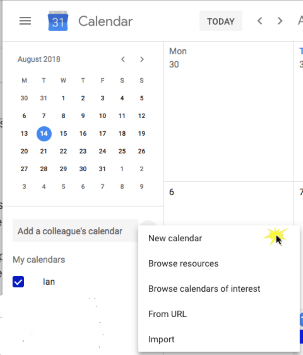 31 Calendar TODAY
August 2018
M T W T F S S
30 31 1 2 3 4 5
6 7 8 9 10 11 12
13 14 15 16 17 18 19
20 21 22 23 24 25 26
27 28 29 30 31 1 2
3 4 5 6 7 8 9
Mon
30
6
Add a colleague's calendar
My calendars
Ian
New calendar
Browse resources
Browse calendars of interest
From URL
Import